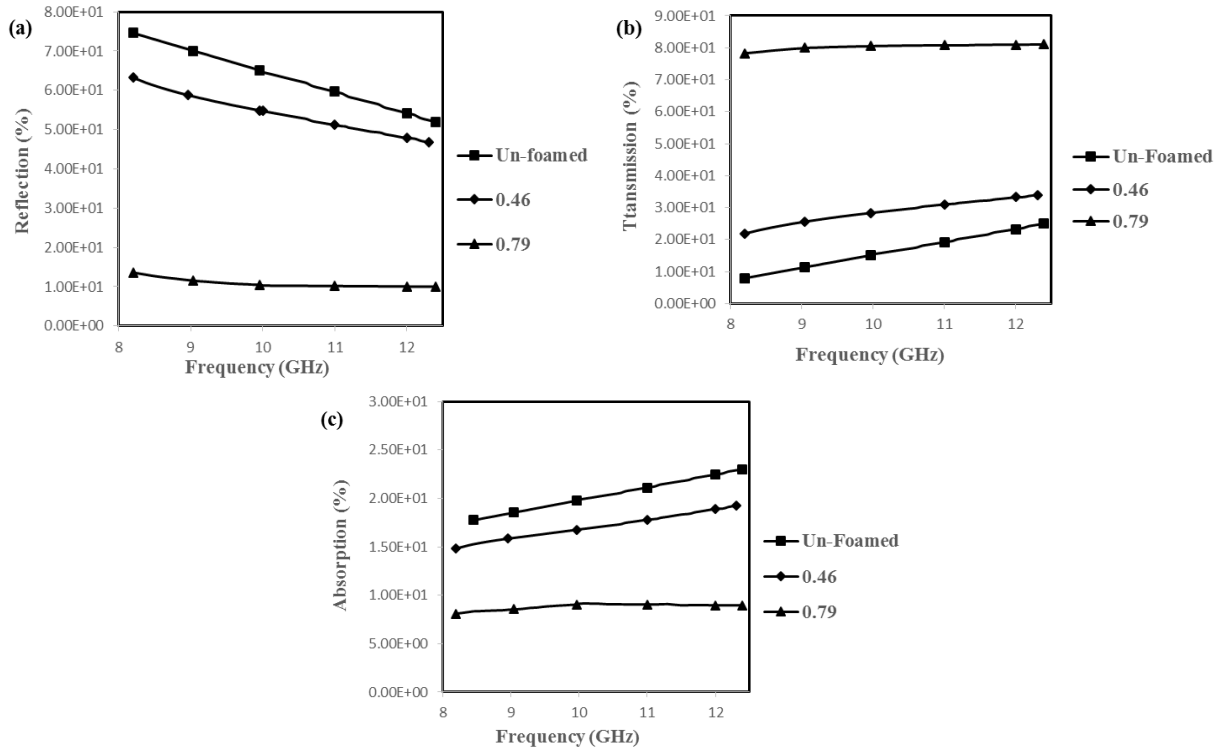 (a)
8.00E+01
7.00E+01
6.00E+01
5.00E+01
4.00E+01
3.00E+01
2.00E+01
1.00E+01
0.00E+00
Reflection (%)
8 9 10 11 12
Frequency (GHz)
Un-foamed
0.46
0.79
(b)
9.00E+01
8.00E+01
7.00E+01
6.00E+01
5.00E+01
4.00E+01
3.00E+01
2.00E+01
1.00E+01
0.00E+00
Ttansmission (%)
8 9 10 11 12
Frequency (GHz)
Un-Foamed
0.46
0.79
(c)
3.00E+01
2.50E+01
2.00E+01
1.50E+01
1.00E+01
5.00E+00
0.00E+00
Absorption (%)
8 9 10 11 12
Frequency (GHz)
Un-Foamed
0.46
0.79